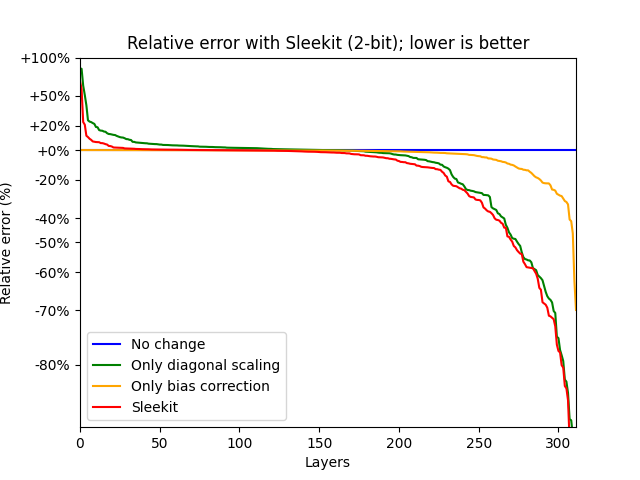 Relative error with Sleekit (2-bit); lower is better
+100%
+50%
+20%
+0%
-20%
-40%
-50%
-60%
-70%
-80%
Relative error (%)
No change
Only diagonal scaling
Only bias correction
Sleekit
0 50 100 150 200 250 300
Layers